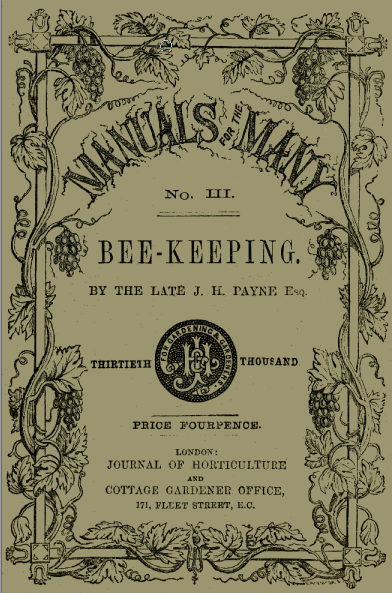 MANUALS FOR THE MANY
No. III.
BEE-KEEPING.
BY THE LATE J. H. PAYNE Esq.
FOR GARDENING & GARDENERS
THIRTIETH THOUSAND
PRICE FOURPENCE.
LONDON:
JOURNAL OF HORTICULTURE
AND
COTTAGE GARDENER OFFICE,
171, FLEET STREET, E.C.